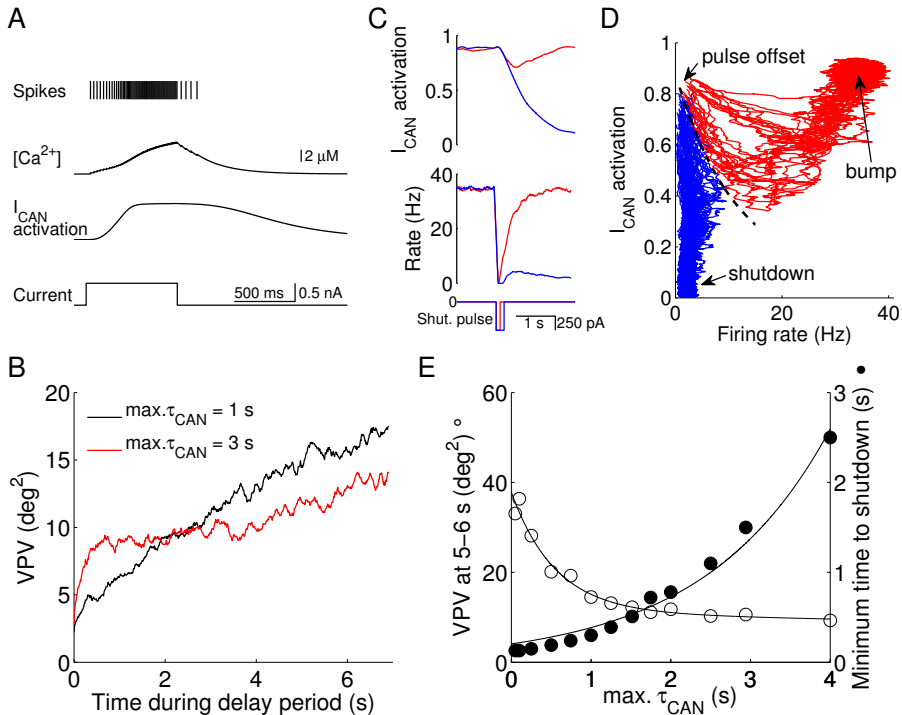 A
Spikes
[Ca2+]
2 μM
ICAN
activation
Current
500 ms
0.5 nA
B
20
15
10
5
0
VPV (deg2)
max.τCAN = 1 s
max.τCAN = 3 s
0 2 4 6
Time during delay period (s)
C
1
0.5
0
ICAN activation
40
20
0
Rate (Hz)
0
Shut. pulse
1 s
250 pA
D
1
0.8
0.6
0.4
0.2
0
ICAN activation
pulse offset
bump
shutdown
0 20 40
Firing rate (Hz)
E
60
40
20
0
VPV at 5–6 s (deg2) °
3
2
1
0
Minimum time to shutdown (s) ●
0 1 2 3 4
max. τCAN (s)